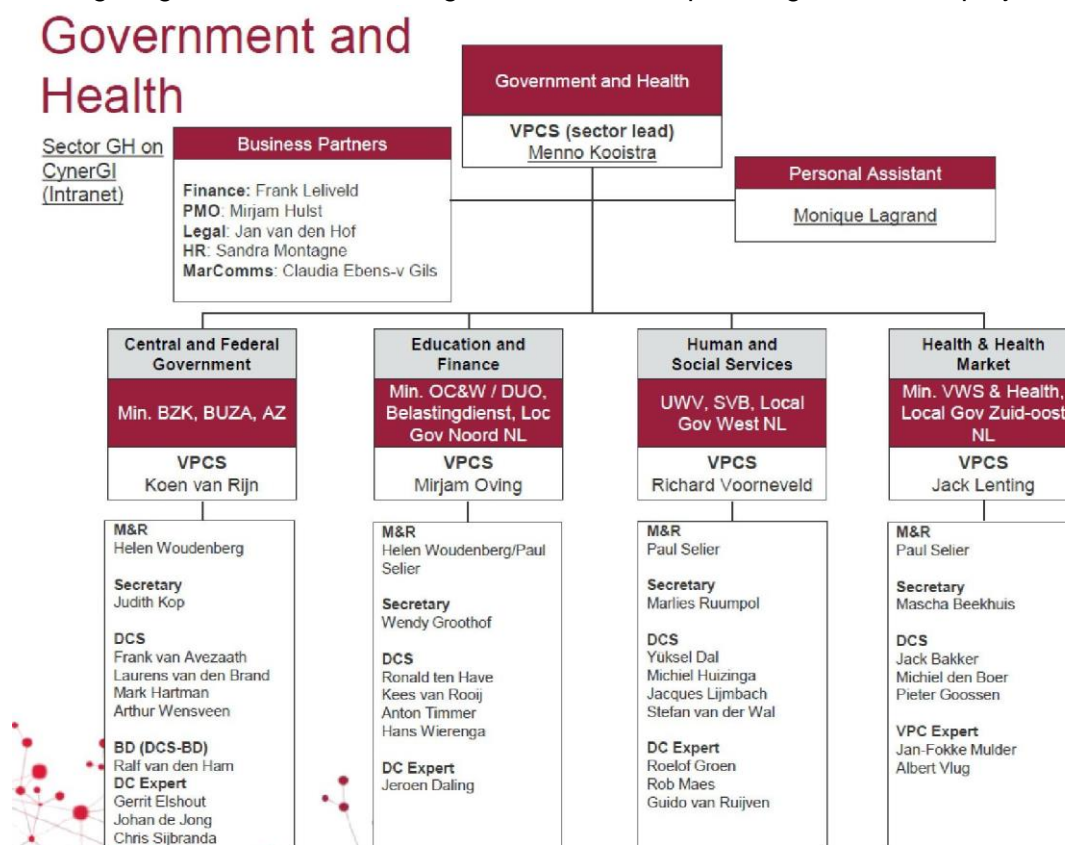 Government and
Health
Sector GH on
CynerGI
(Intranet)
Government and Health
VPCS (sector lead)
Menno Kooistra
Business Partners
Finance: Frank Leliveld
PMO: Mirjam Hulst
Legal: Jan van den Hof
HR: Sandra Montagne
MarComms: Claudia Ebens-v Gils
Personal Assistant
Monique Lagrand
Central and Federal
Government
Min. BZK, BUZA, AZ
VPCS
Koen van Rijn
M&R
Helen Woudenberg
Secretary
Judith Kop
DCS
Frank van Avezaath
Laurens van den Brand
Mark Hartman
Arthur Wensveen
BD (DCS-BD)
Ralf van den Ham
DC Expert
Gerrit Elshout
Johan de Jong
Chris Sijbranda
Education and
Finance
Min. OC&W / DUO,
Belastingdienst, Loc
Gov Noord NL
VPCS
Mirjam Oving
M&R
Helen Woudenberg/Paul
Selier
Secretary
Wendy Groothof
DCS
Ronald ten Have
Kees van Rooij
Anton Timmer
Hans Wierenga
DC Expert
Jeroen Daling
Human and
Social Services
UWV, SVB, Local
Gov West NL
VPCS
Richard Voorneveld
M&R
Paul Selier
Secretary
Marlies Ruumpol
DCS
Yüksel Dal
Michiel Huizinga
Jacques Lijmbach
Stefan van der Wal
DC Expert
Roelof Groen
Rob Maes
Guido van Ruijven
Health & Health
Market
Min. VWS & Health,
Local Gov Zuid-oost
NL
VPCS
Jack Lenting
M&R
Paul Selier
Secretary
Mascha Beekhuis
DCS
Jack Bakker
Michiel den Boer
Pieter Goossen
VPC Expert
Jan-Fokke Mulder
Albert Vlug